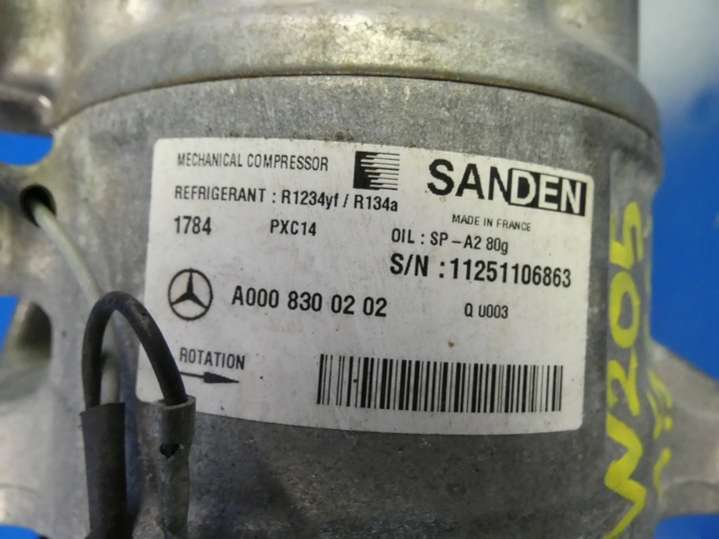 MECHANICAL COMPRESSOR
SANDEN
REFRIGERANT : R1234yf / R134a
MADE IN FRANCE
1784 PXC14 OIL : SP-A2 80g
S/N : 11251106863
A000 830 02 02 Q U003
ROTATION
W205